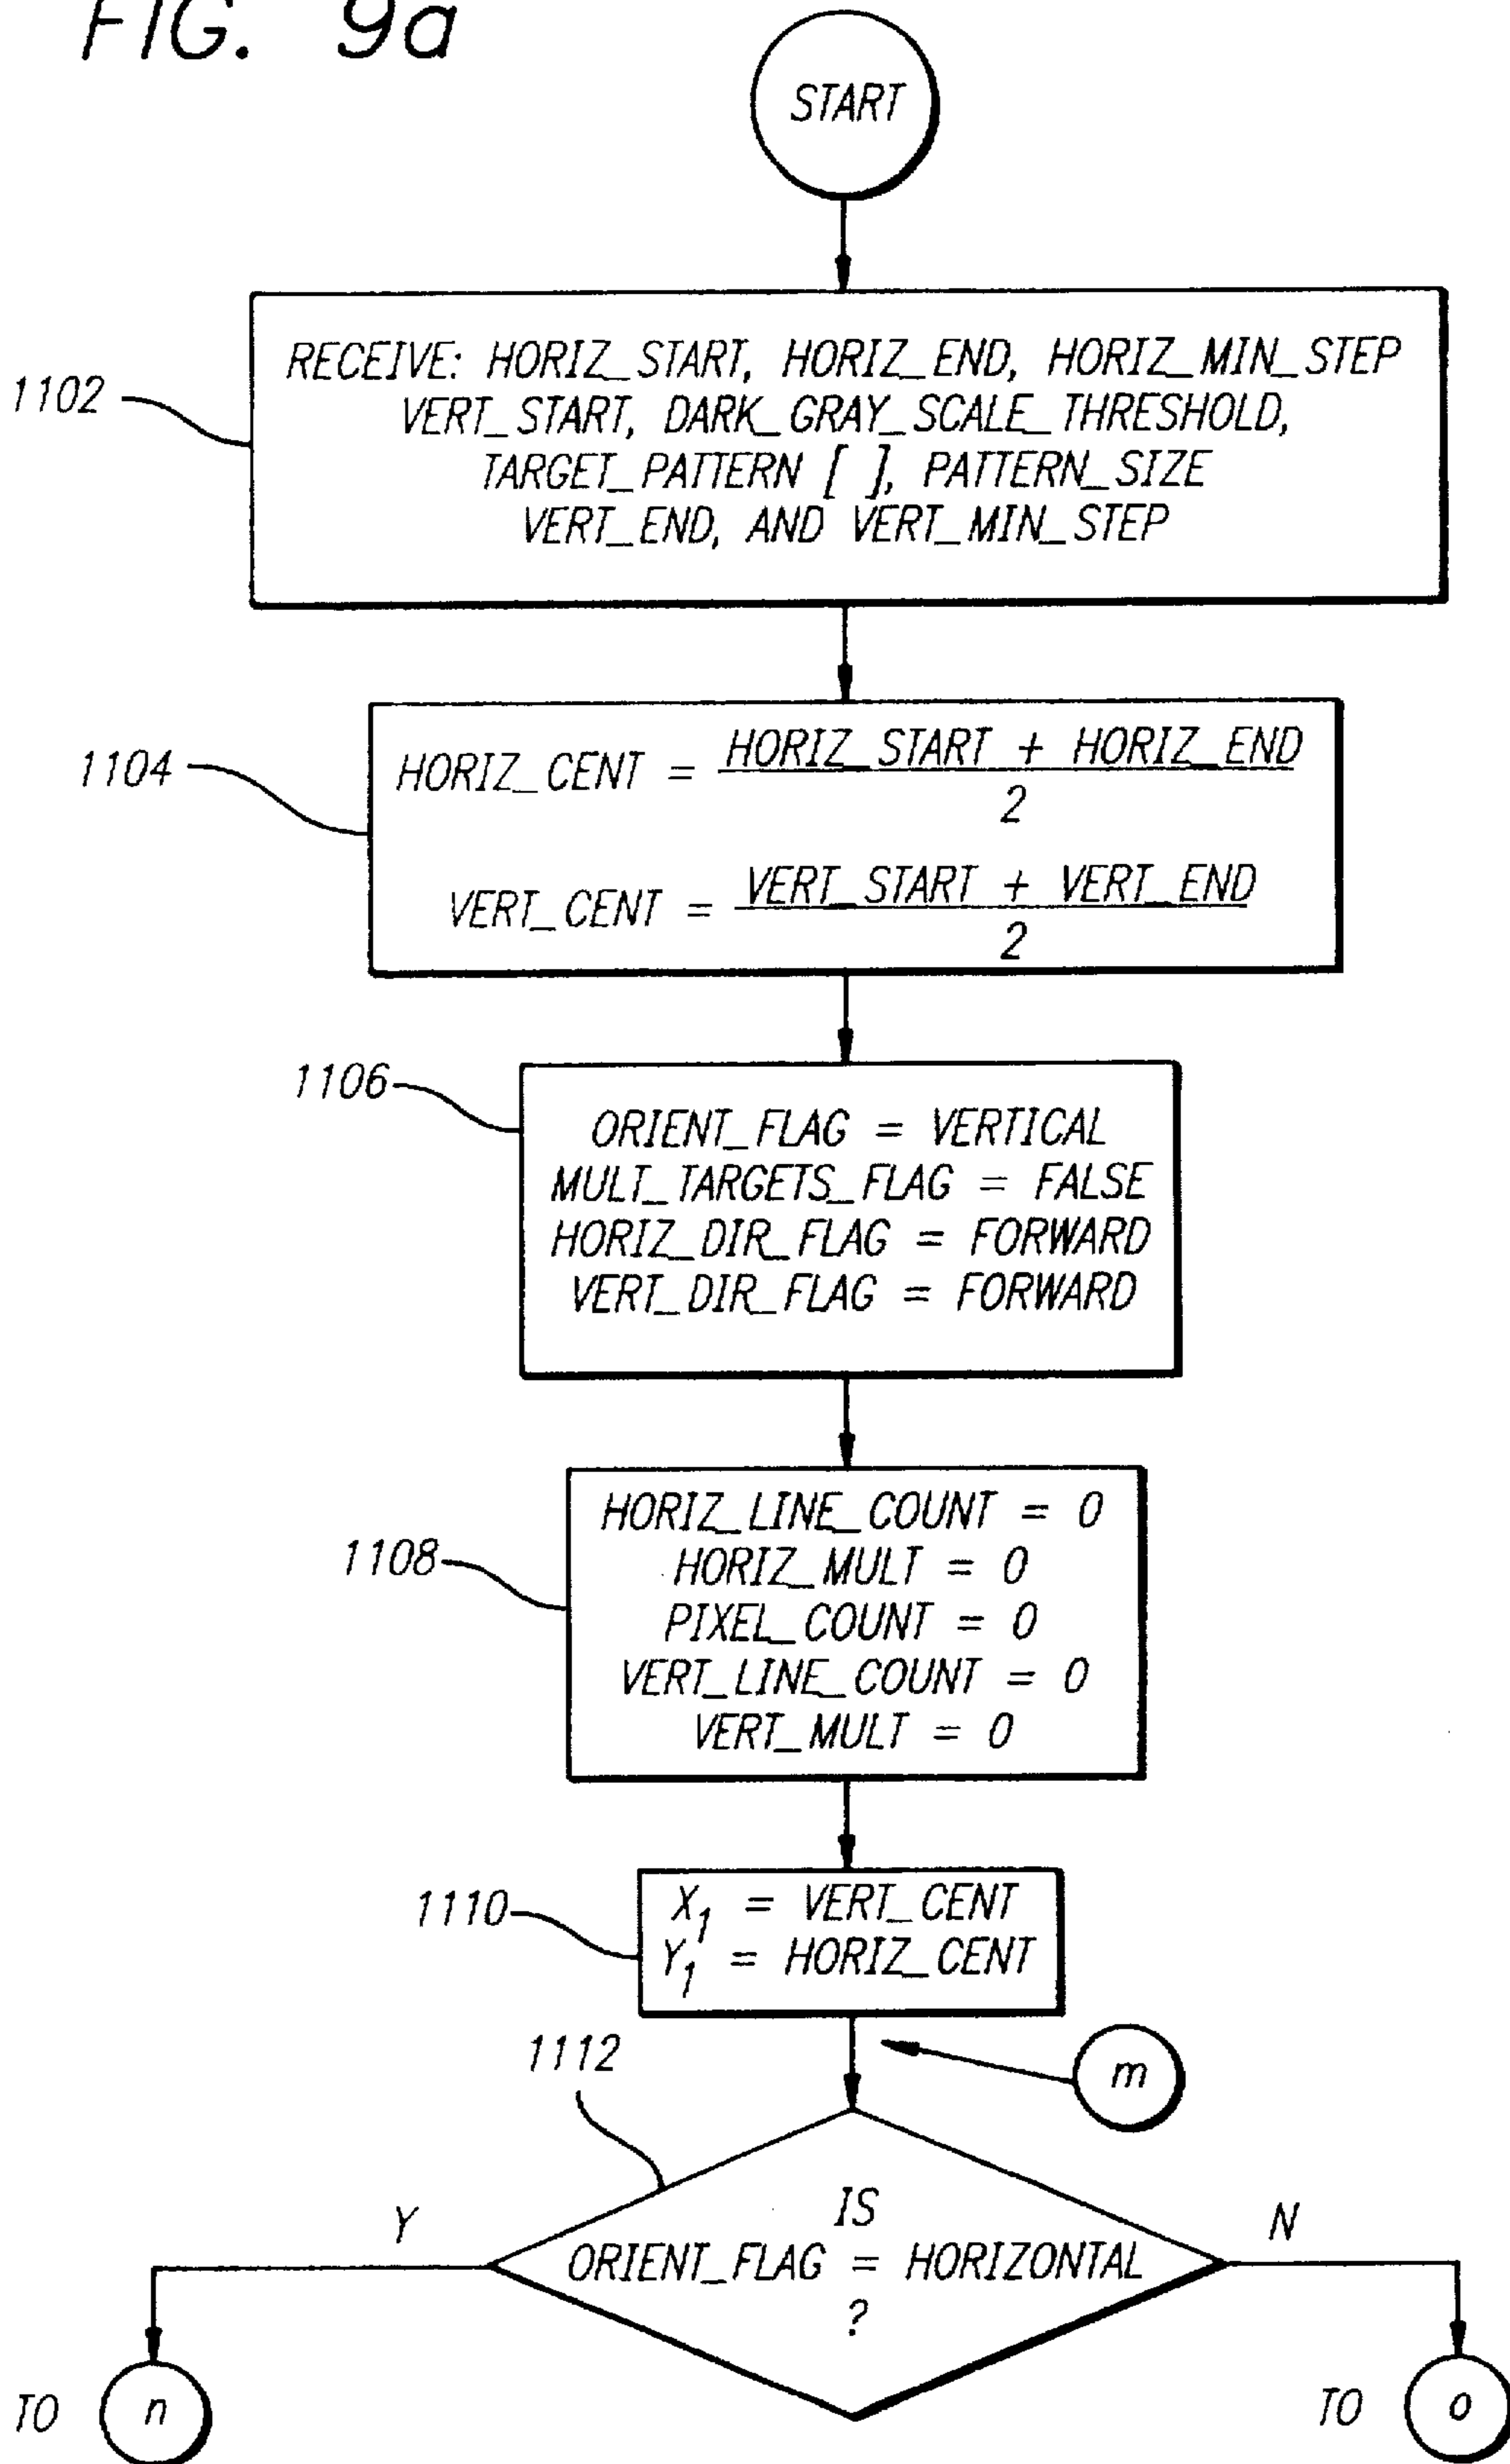 FIG. 9a
START
1102
RECEIVE: HORIZ_START, HORIZ_END, HORIZ_MIN_STEP
VERT_START, DARK_GRAY_SCALE_THRESHOLD,
TARGET_PATTERN [ ], PATTERN_SIZE
VERT_END, AND VERT_MIN_STEP
1104
HORIZ_CENT = HORIZ_START + HORIZ_END
2
VERT_CENT = VERT_START + VERT_END
2
1106
ORIENT_FLAG = VERTICAL
MULT_TARGETS_FLAG = FALSE
HORIZ_DIR_FLAG = FORWARD
VERT_DIR_FLAG = FORWARD
1108
HORIZ_LINE_COUNT = 0
HORIZ_MULT = 0
PIXEL_COUNT = 0
VERT_LINE_COUNT = 0
VERT_MULT = 0
1110
X1 = VERT_CENT
Y1 = HORIZ_CENT
m
1112
IS
ORIENT_FLAG = HORIZONTAL
?
Y
N
TO n
TO o